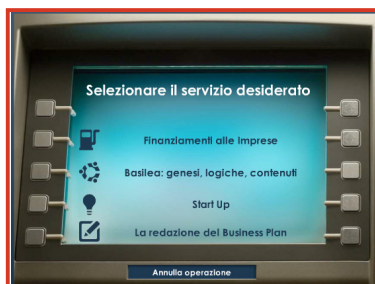 Selezionare il servizio desiderato
Finanziamenti alle Imprese
Basilea: genesi, logiche, contenuti
Start Up
La redazione del Business Plan
Annulla operazione